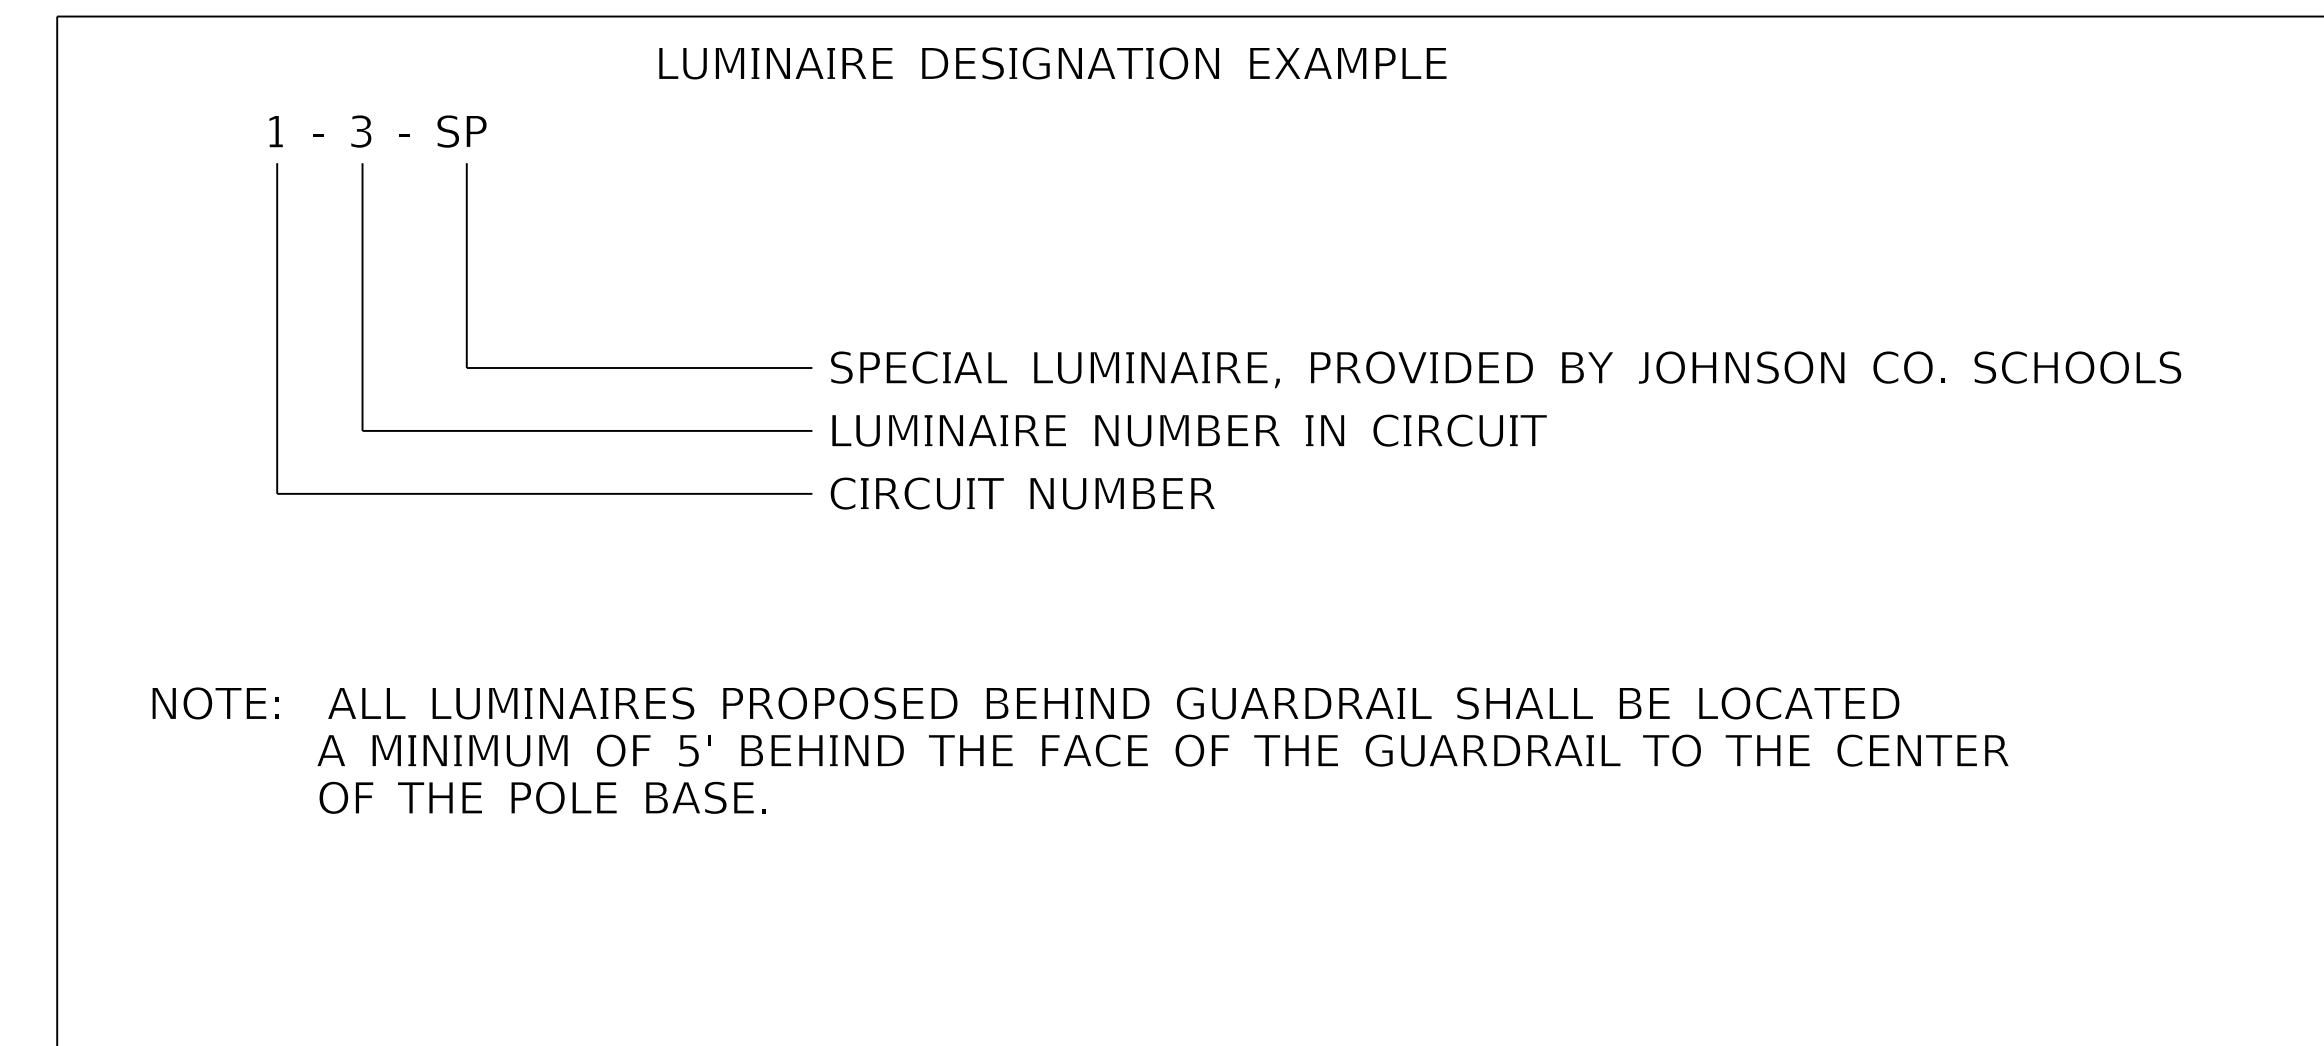 LUMINAIRE DESIGNATION EXAMPLE
1 - 3 - SP
SPECIAL LUMINAIRE, PROVIDED BY JOHNSON CO. SCHOOLS
LUMINAIRE NUMBER IN CIRCUIT
CIRCUIT NUMBER
NOTE: ALL LUMINAIRES PROPOSED BEHIND GUARDRAIL SHALL BE LOCATED
A MINIMUM OF 5' BEHIND THE FACE OF THE GUARDRAIL TO THE CENTER
OF THE POLE BASE.